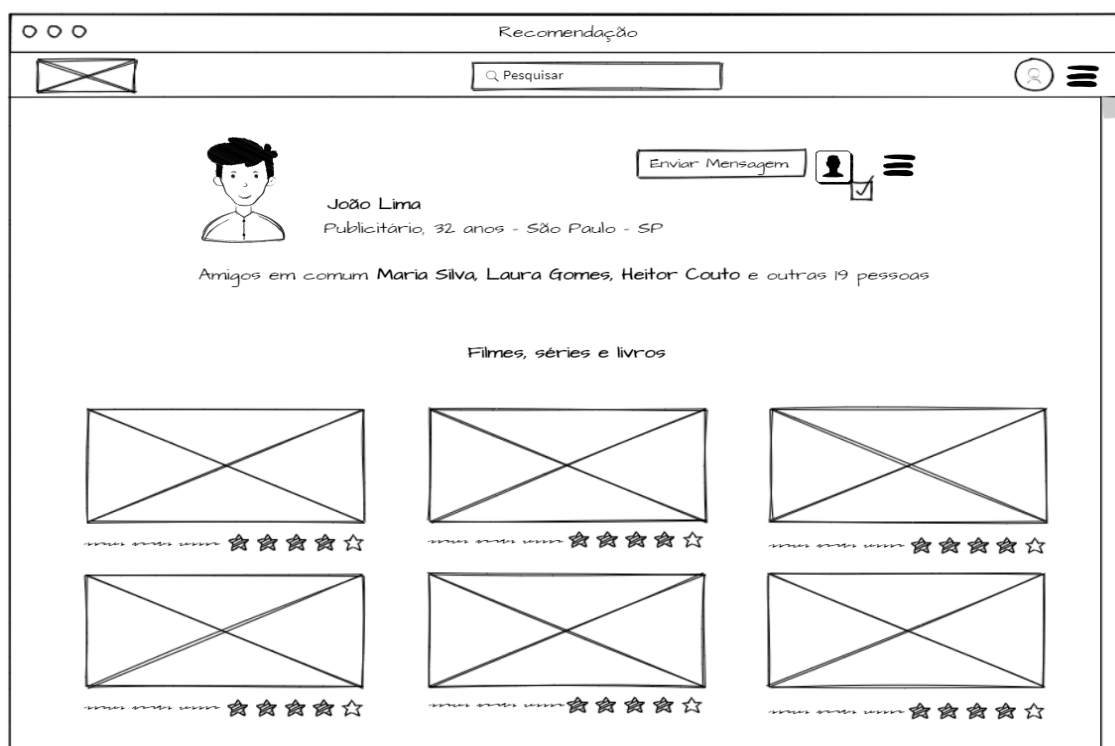 Recomendação
Pesquisar
Enviar Mensagem
João Lima
Publicitário, 32 anos - São Paulo - SP
Amigos em comum Maria Silva, Laura Gomes, Heitor Couto e outras 19 pessoas
Filmes, séries e livros